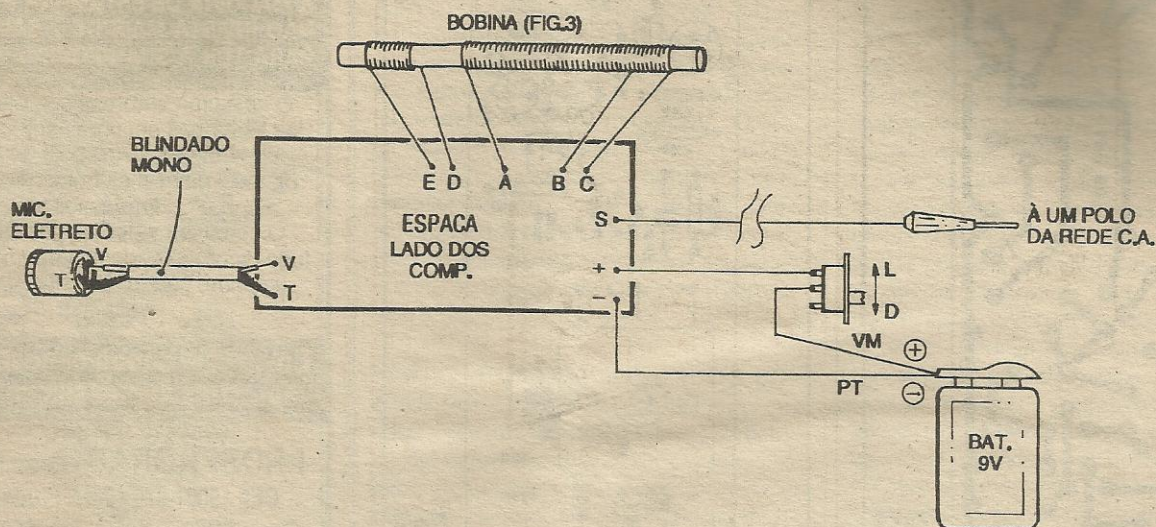 BOBINA (FIG.3)
BLINDADO
MONO
MIC.
ELETRETO
V
T
V
T
E D A B C
ESPACA
LADO DOS
COMP.
S
+
-
À UM POLO
DA REDE C.A.
L
D
VM
+
PT
-
BAT.
9V